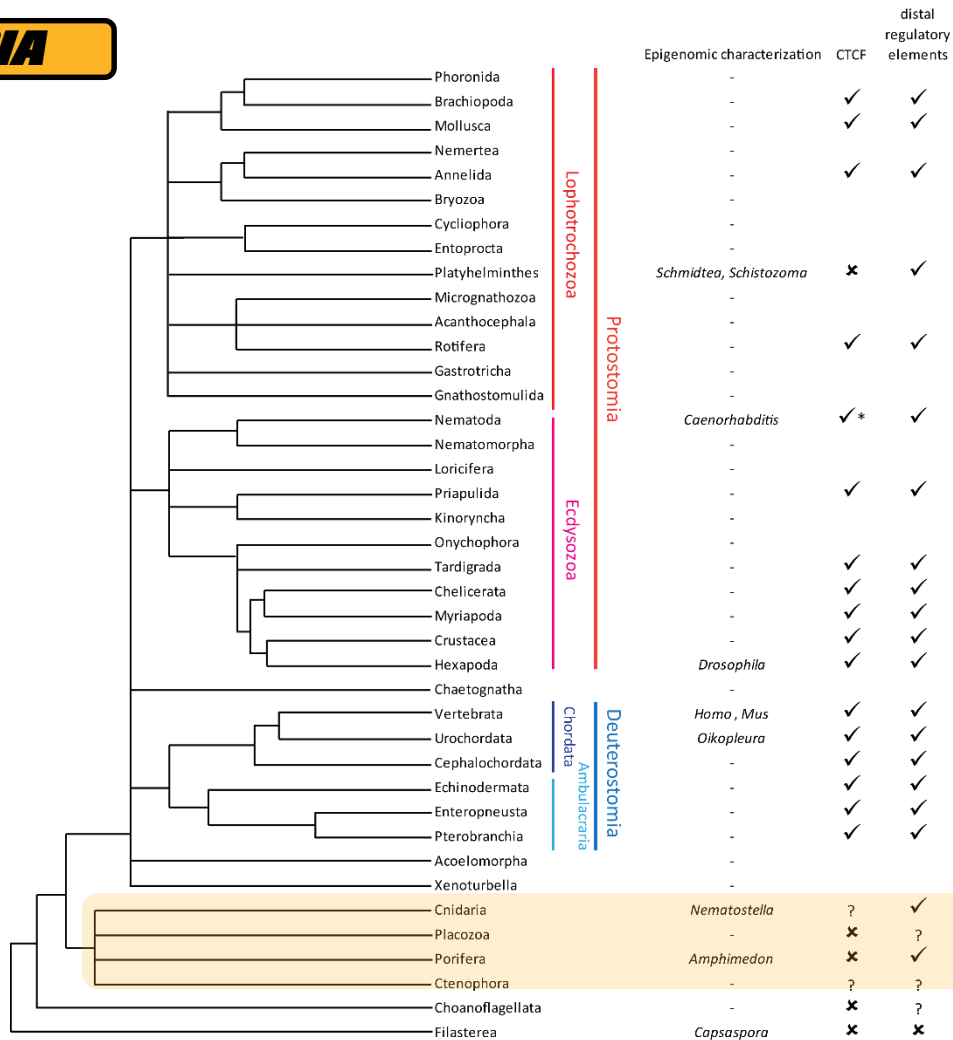 IA
distal
regulatory
Epigenomic characterization CTCF elements
Phoronida -
Brachiopoda - ✓ ✓
Mollusca - ✓ ✓
Nemertea -
Annelida - ✓ ✓
Bryozoa -
Cycliophora -
Entoprocta -
Platyhelminthes Schmidtea, Schistozoma ✘ ✓
Micrognathozoa -
Acanthocephala -
Rotifera - ✓ ✓
Gastrotricha -
Gnathostomulida -
Lophotrochozoa
Protostomia
Nematoda Caenorhabditis ✓* ✓
Nematomorpha -
Loricifera -
Priapulida - ✓ ✓
Kinoryncha -
Onychophora -
Tardigrada - ✓ ✓
Chelicerata - ✓ ✓
Myriapoda - ✓ ✓
Crustacea - ✓ ✓
Hexapoda Drosophila ✓ ✓
Ecdysozoa
Chaetognatha -
Vertebrata Homo , Mus ✓ ✓
Urochordata Oikopleura ✓ ✓
Cephalochordata - ✓ ✓
Chordata
Deuterostomia
Echinodermata - ✓ ✓
Enteropneusta - ✓ ✓
Pterobranchia - ✓ ✓
Ambulacraria
Acoelomorpha -
Xenoturbella -
Cnidaria Nematostella ? ✓
Placozoa - ✘ ?
Porifera Amphimedon ✘ ✓
Ctenophora - ? ?
Choanoflagellata - ✘ ?
Filasterea Capsaspora ✘ ✘